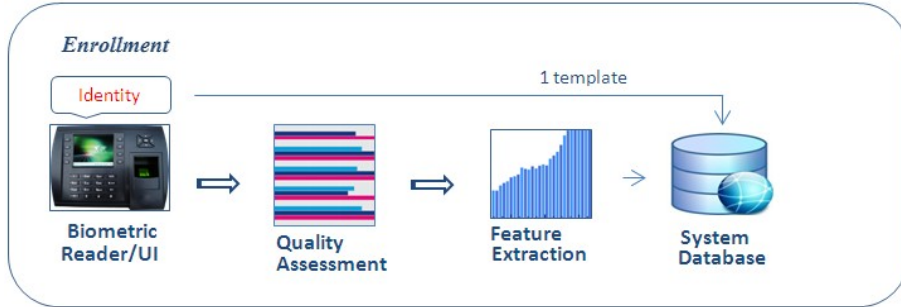 Enrollment
1 template
Identity
Biometric
Reader/UI
Quality
Assessment
Feature
Extraction
System
Database